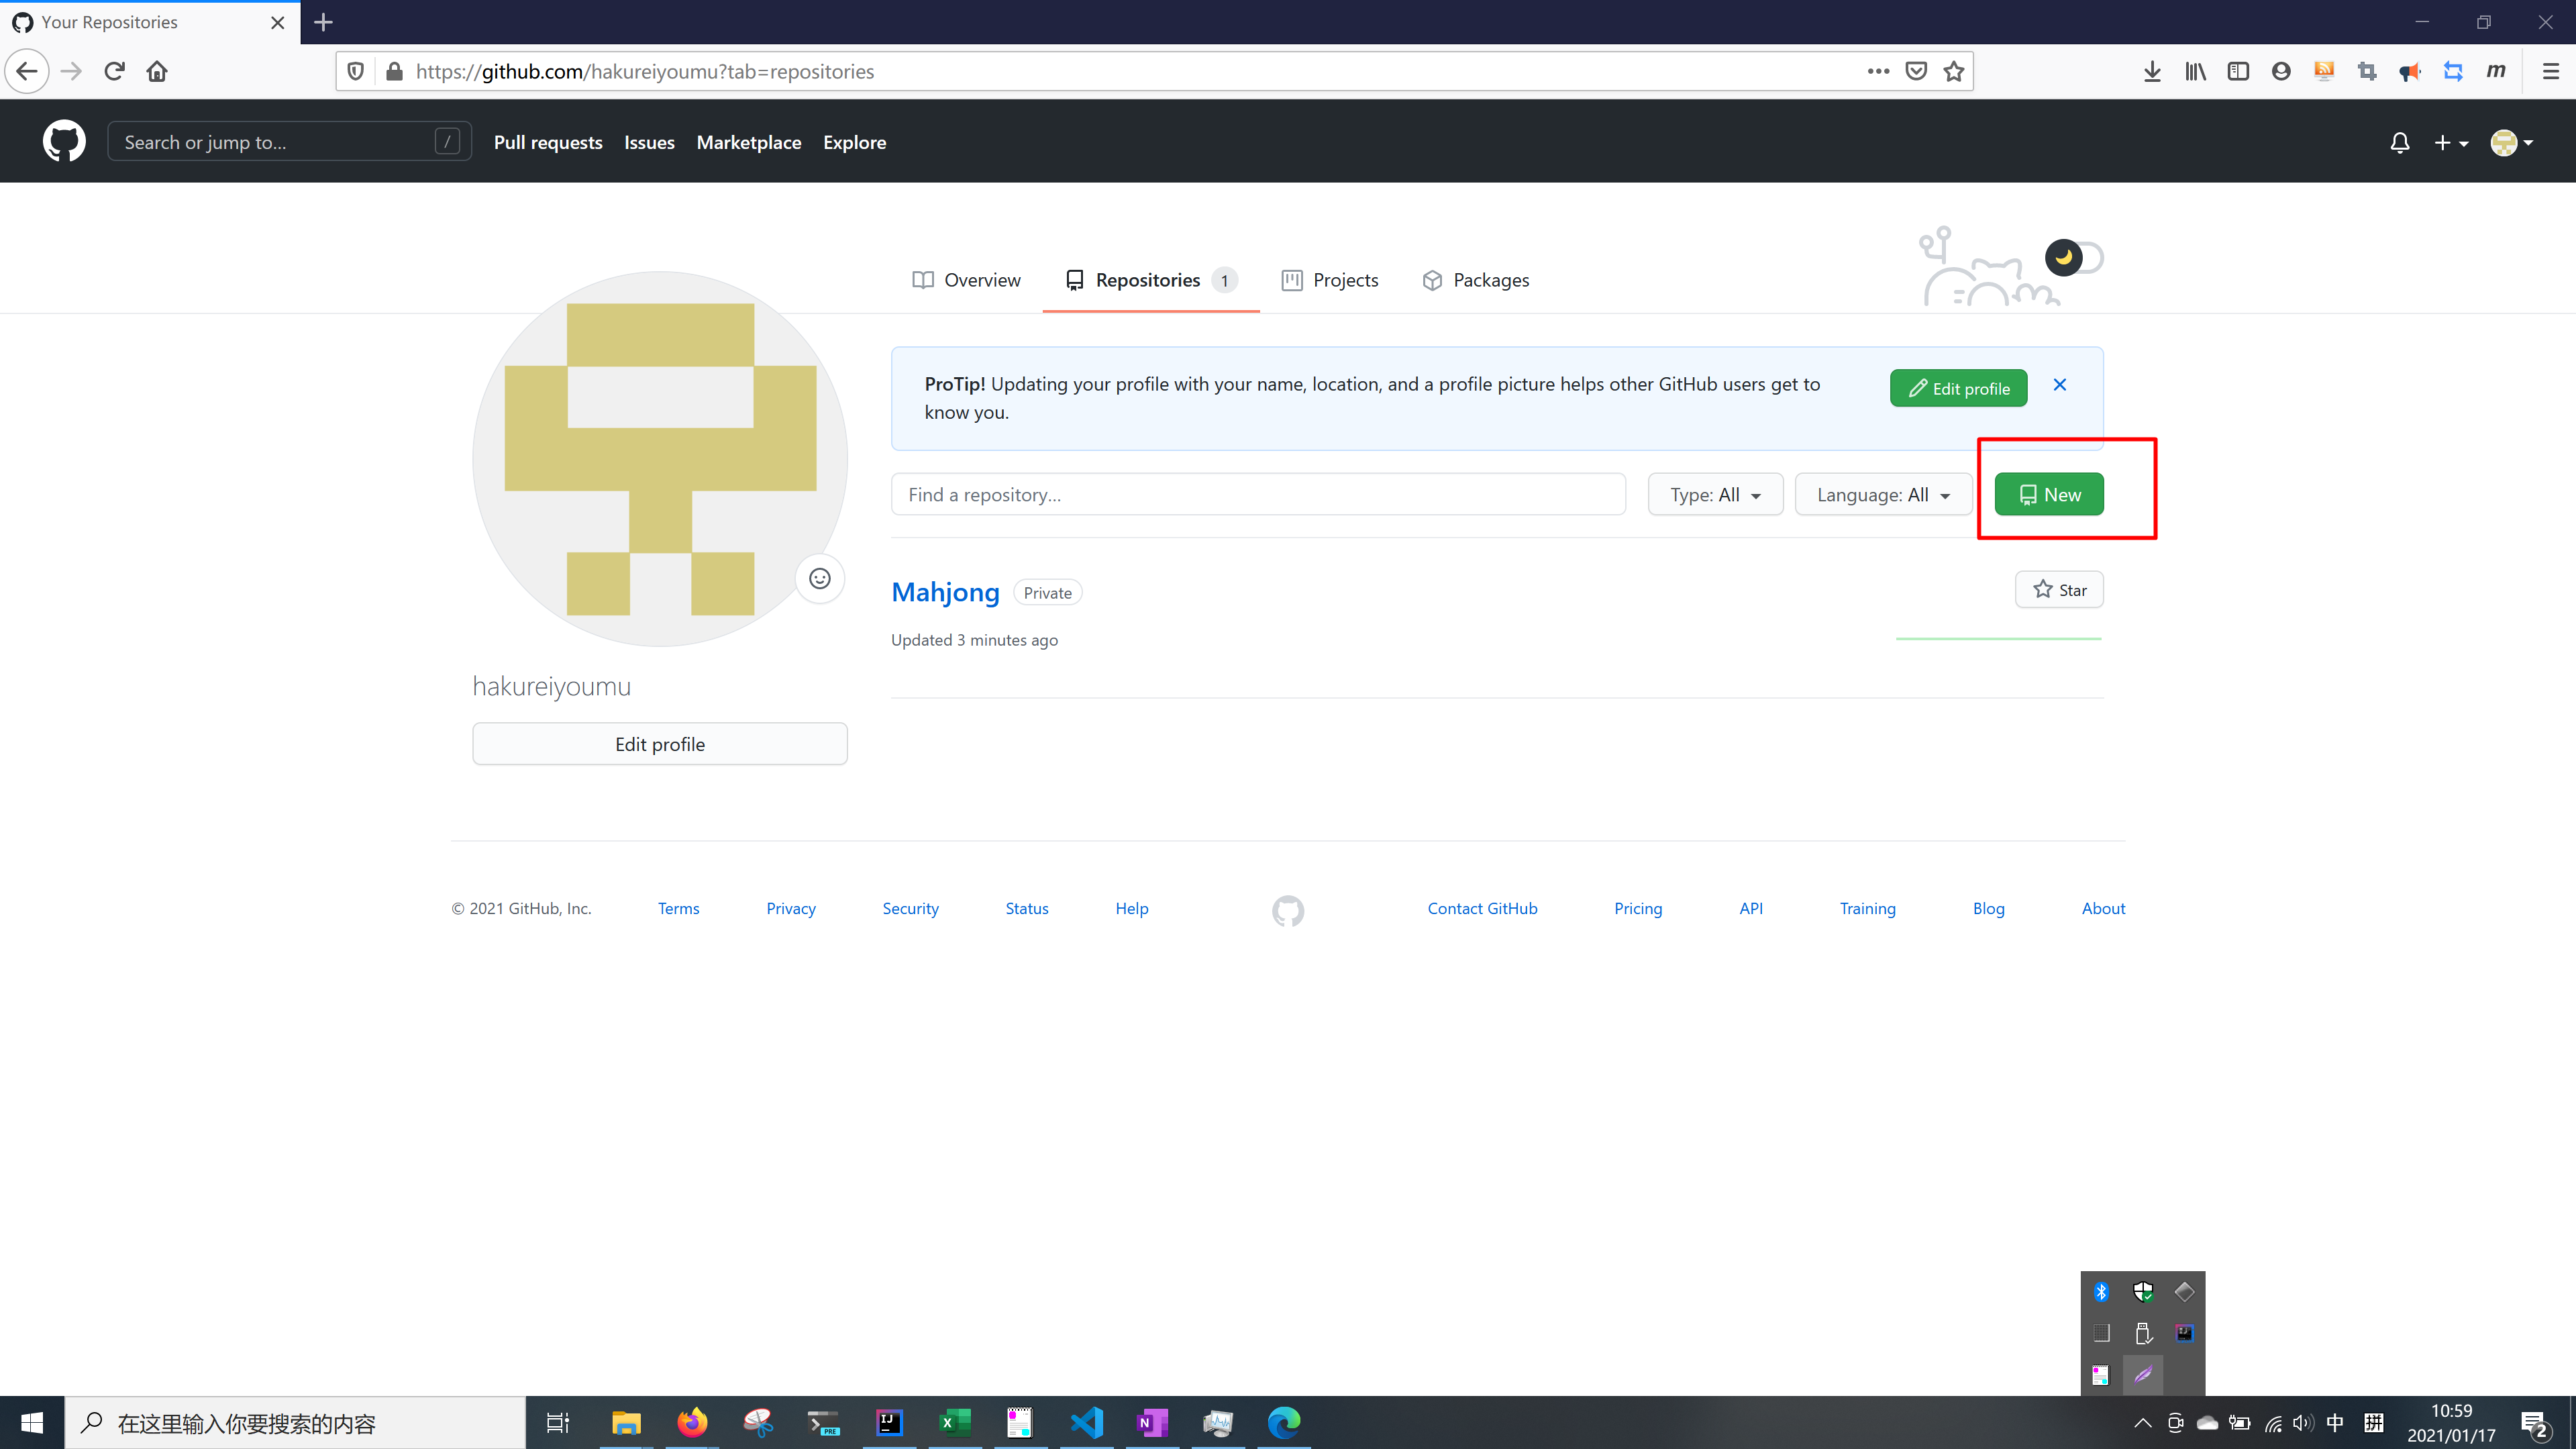 Your Repositories
https://github.com/hakureiyoumu?tab=repositories
m
Search or jump to...
/
Pull requests
Issues
Marketplace
Explore
Overview
Repositories 1
Projects
Packages
ProTip! Updating your profile with your name, location, and a profile picture helps other GitHub users get to
know you.
Edit profile
Find a repository...
Type: All
Language: All
New
Mahjong
Private
Star
Updated 3 minutes ago
hakureiyoumu
Edit profile
© 2021 GitHub, Inc.
Terms
Privacy
Security
Status
Help
Contact GitHub
Pricing
API
Training
Blog
About
在这里输入你要搜索的内容
PRE
IJ
X
N
中
拼
10:59
2021/01/17
2